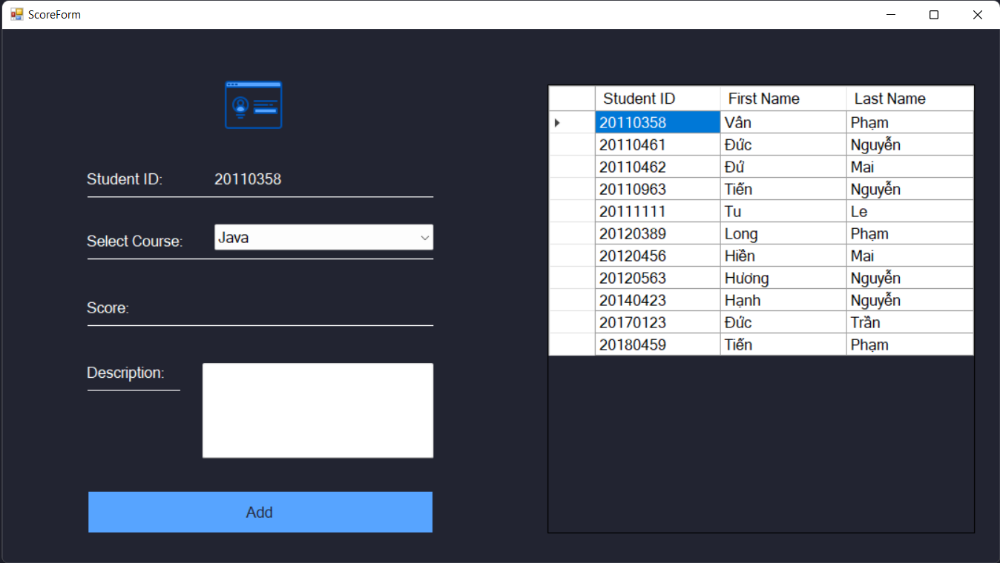 ScoreForm
Student ID: 20110358
Select Course: Java
Score:
Description:
Add
Student ID First Name Last Name
20110358 Vân Phạm
20110461 Đức Nguyễn
20110462 Đứ Mai
20110963 Tiến Nguyễn
20111111 Tu Le
20120389 Long Phạm
20120456 Hiền Mai
20120563 Hương Nguyễn
20140423 Hạnh Nguyễn
20170123 Đức Trần
20180459 Tiến Phạm